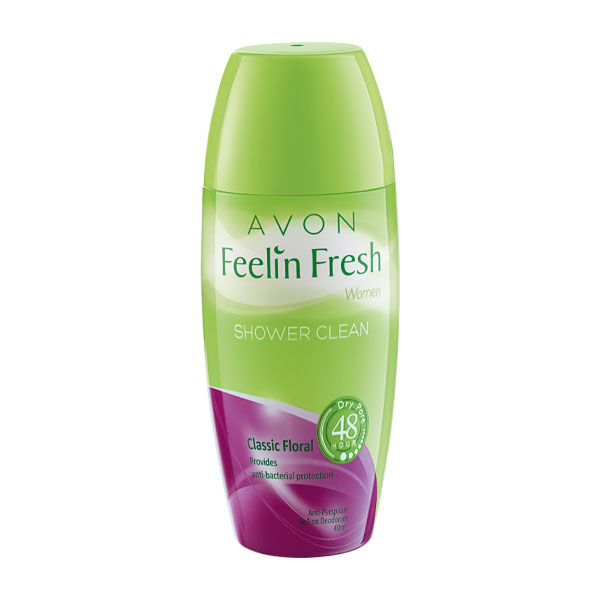 AVON
Feelin Fresh
Women
SHOWER CLEAN
Dry Pore
48
HOUR
Classic Floral
Provides
anti-bacterial protection
Anti-Perspirant
Roll-on Deodorant
40ml